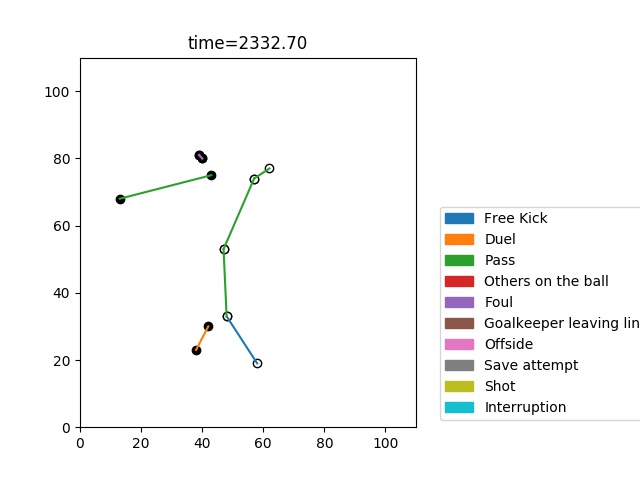 time=2332.70
100
80
60
40
20
0
0 20 40 60 80 100
Free Kick
Duel
Pass
Others on the ball
Foul
Goalkeeper leaving lin
Offside
Save attempt
Shot
Interruption